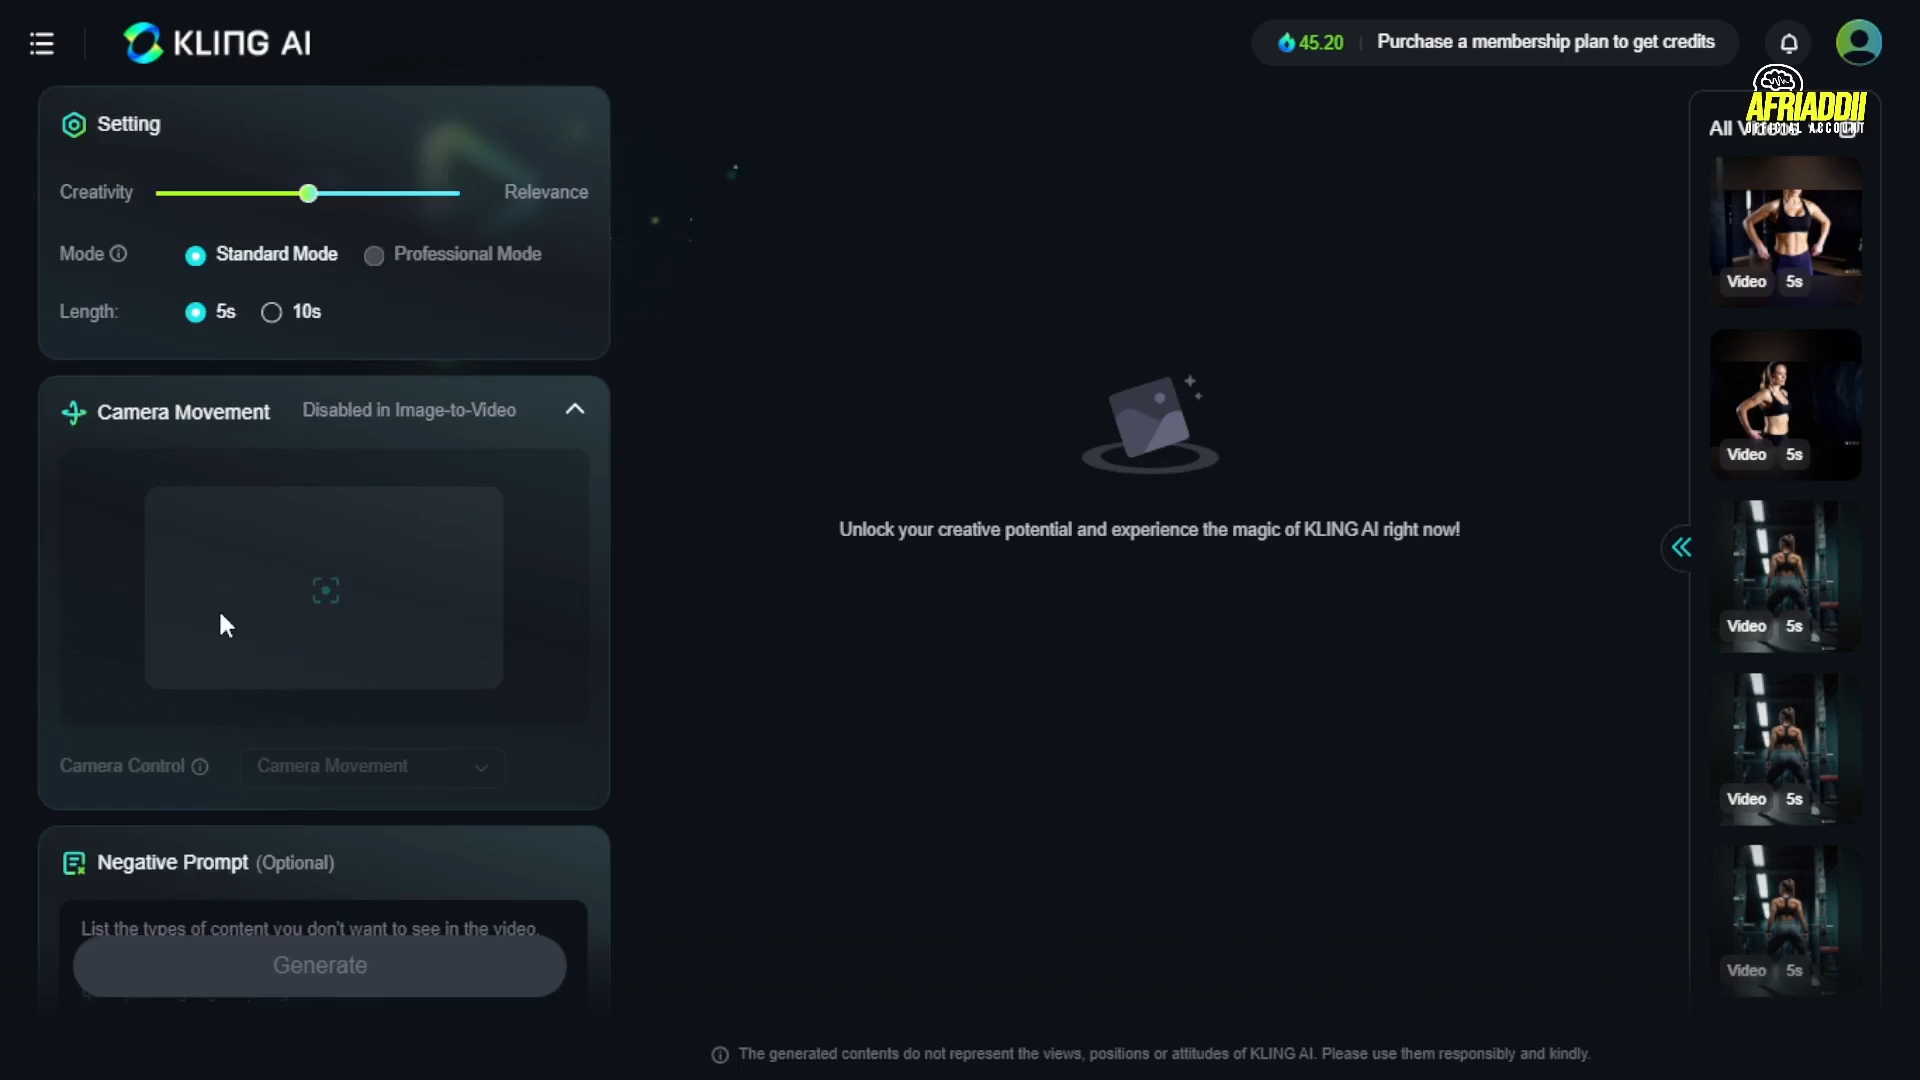 KLING AI
45.20
Purchase a membership plan to get credits
AFRIADDII
OFFICIAL ACCOUNT
Setting
All Videos
Creativity
Relevance
Mode
Standard Mode
Professional Mode
Video 5s
Length:
5s
10s
Camera Movement
Disabled in Image-to-Video
Video 5s
Unlock your creative potential and experience the magic of KLING AI right now!
Video 5s
Camera Control
Camera Movement
Video 5s
Negative Prompt (Optional)
List the types of content you don't want to see in the video.
Generate
Video 5s
The generated contents do not represent the views, positions or attitudes of KLING AI. Please use them responsibly and kindly.